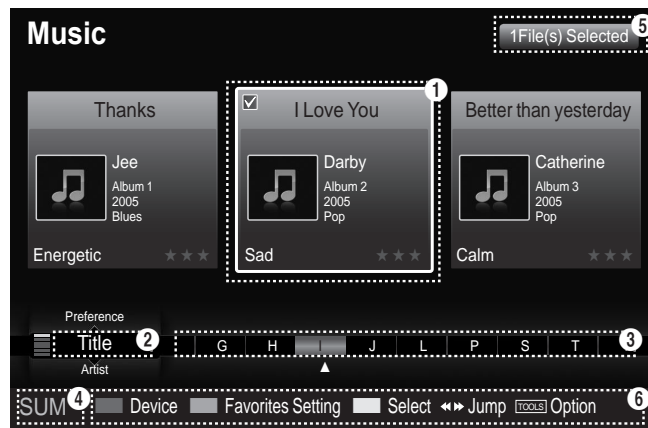 Music
1File(s) Selected
5
1
Thanks
Jee
Album 1
2005
Blues
Energetic
I Love You
Darby
Album 2
2005
Pop
Sad
Better than yesterday
Catherine
Album 3
2005
Pop
Calm
Preference
Title
2
Artist
G H I J L P S T
3
SUM
4
Device Favorites Setting Select Jump TOOLS Option
6